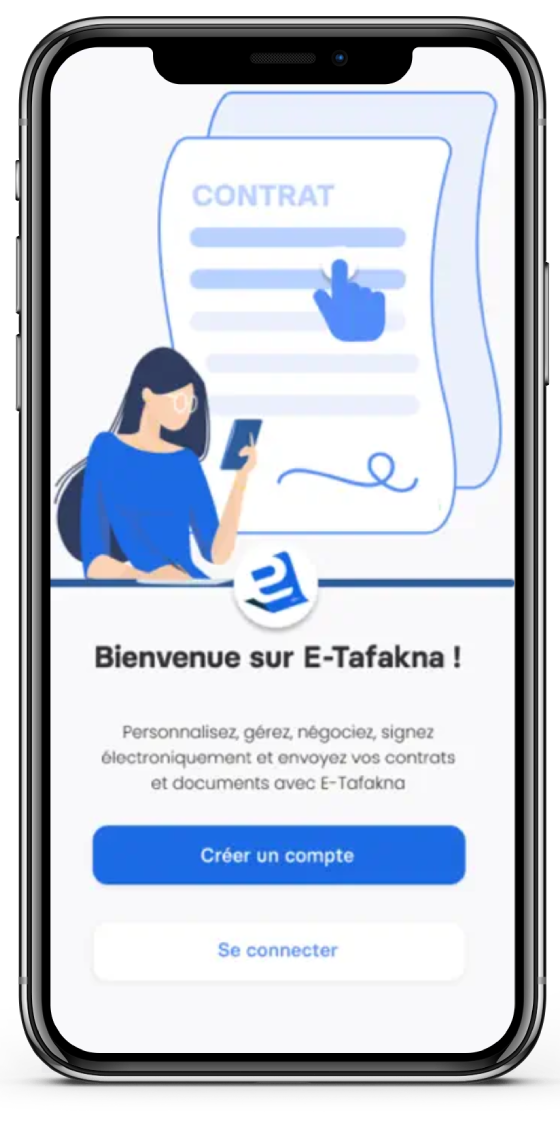 CONTRAT
Bienvenue sur E-Tafakna !
Personnalisez, gérez, négociez, signez
électroniquement et envoyez vos contrats
et documents avec E-Tafakna
Créer un compte
Se connecter